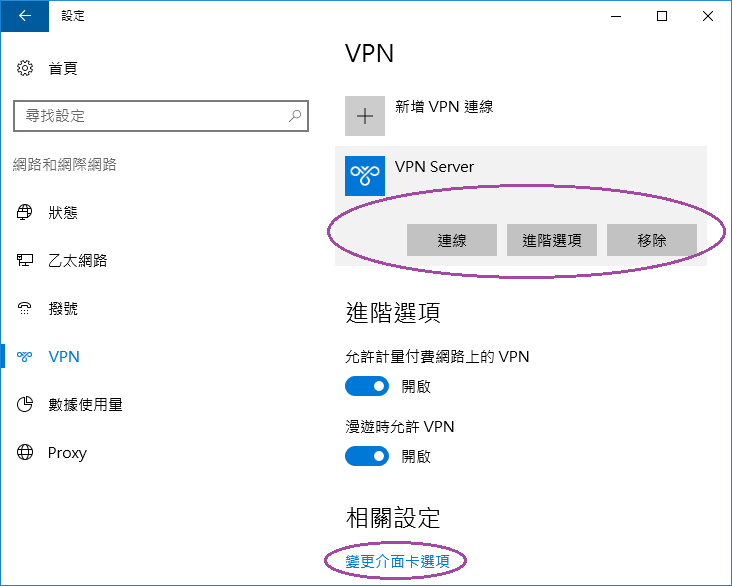 設定
首頁
尋找設定
網路和網際網路
狀態
乙太網路
撥號
VPN
數據使用量
Proxy
VPN
新增 VPN 連線
VPN Server
連線
進階選項
移除
進階選項
允許計量付費網路上的 VPN
開啟
漫遊時允許 VPN
開啟
相關設定
變更介面卡選項